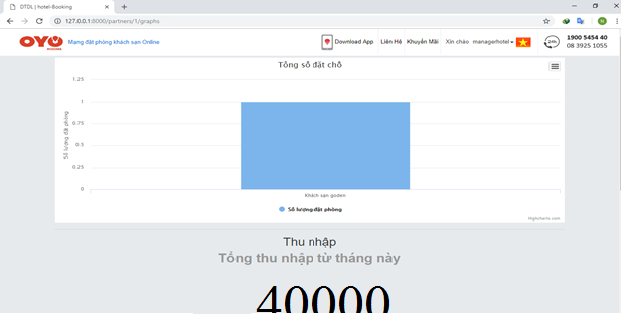 DTDL | hotel-Booking
127.0.0.1:8000/partners/1/graphs
OYO
Mạng đặt phòng khách sạn Online
Download App
Liên Hệ
Khuyến Mãi
Xin chào managerhotel
24h
1900 5454 40
08 3925 1055
Tổng số đặt chỗ
Số lượng đặt phòng
1.25
1
0.75
0.5
0.25
0
Khách sạn goden
Số lượng đặt phòng
Highcharts.com
Thu nhập
Tổng thu nhập từ tháng này
40000